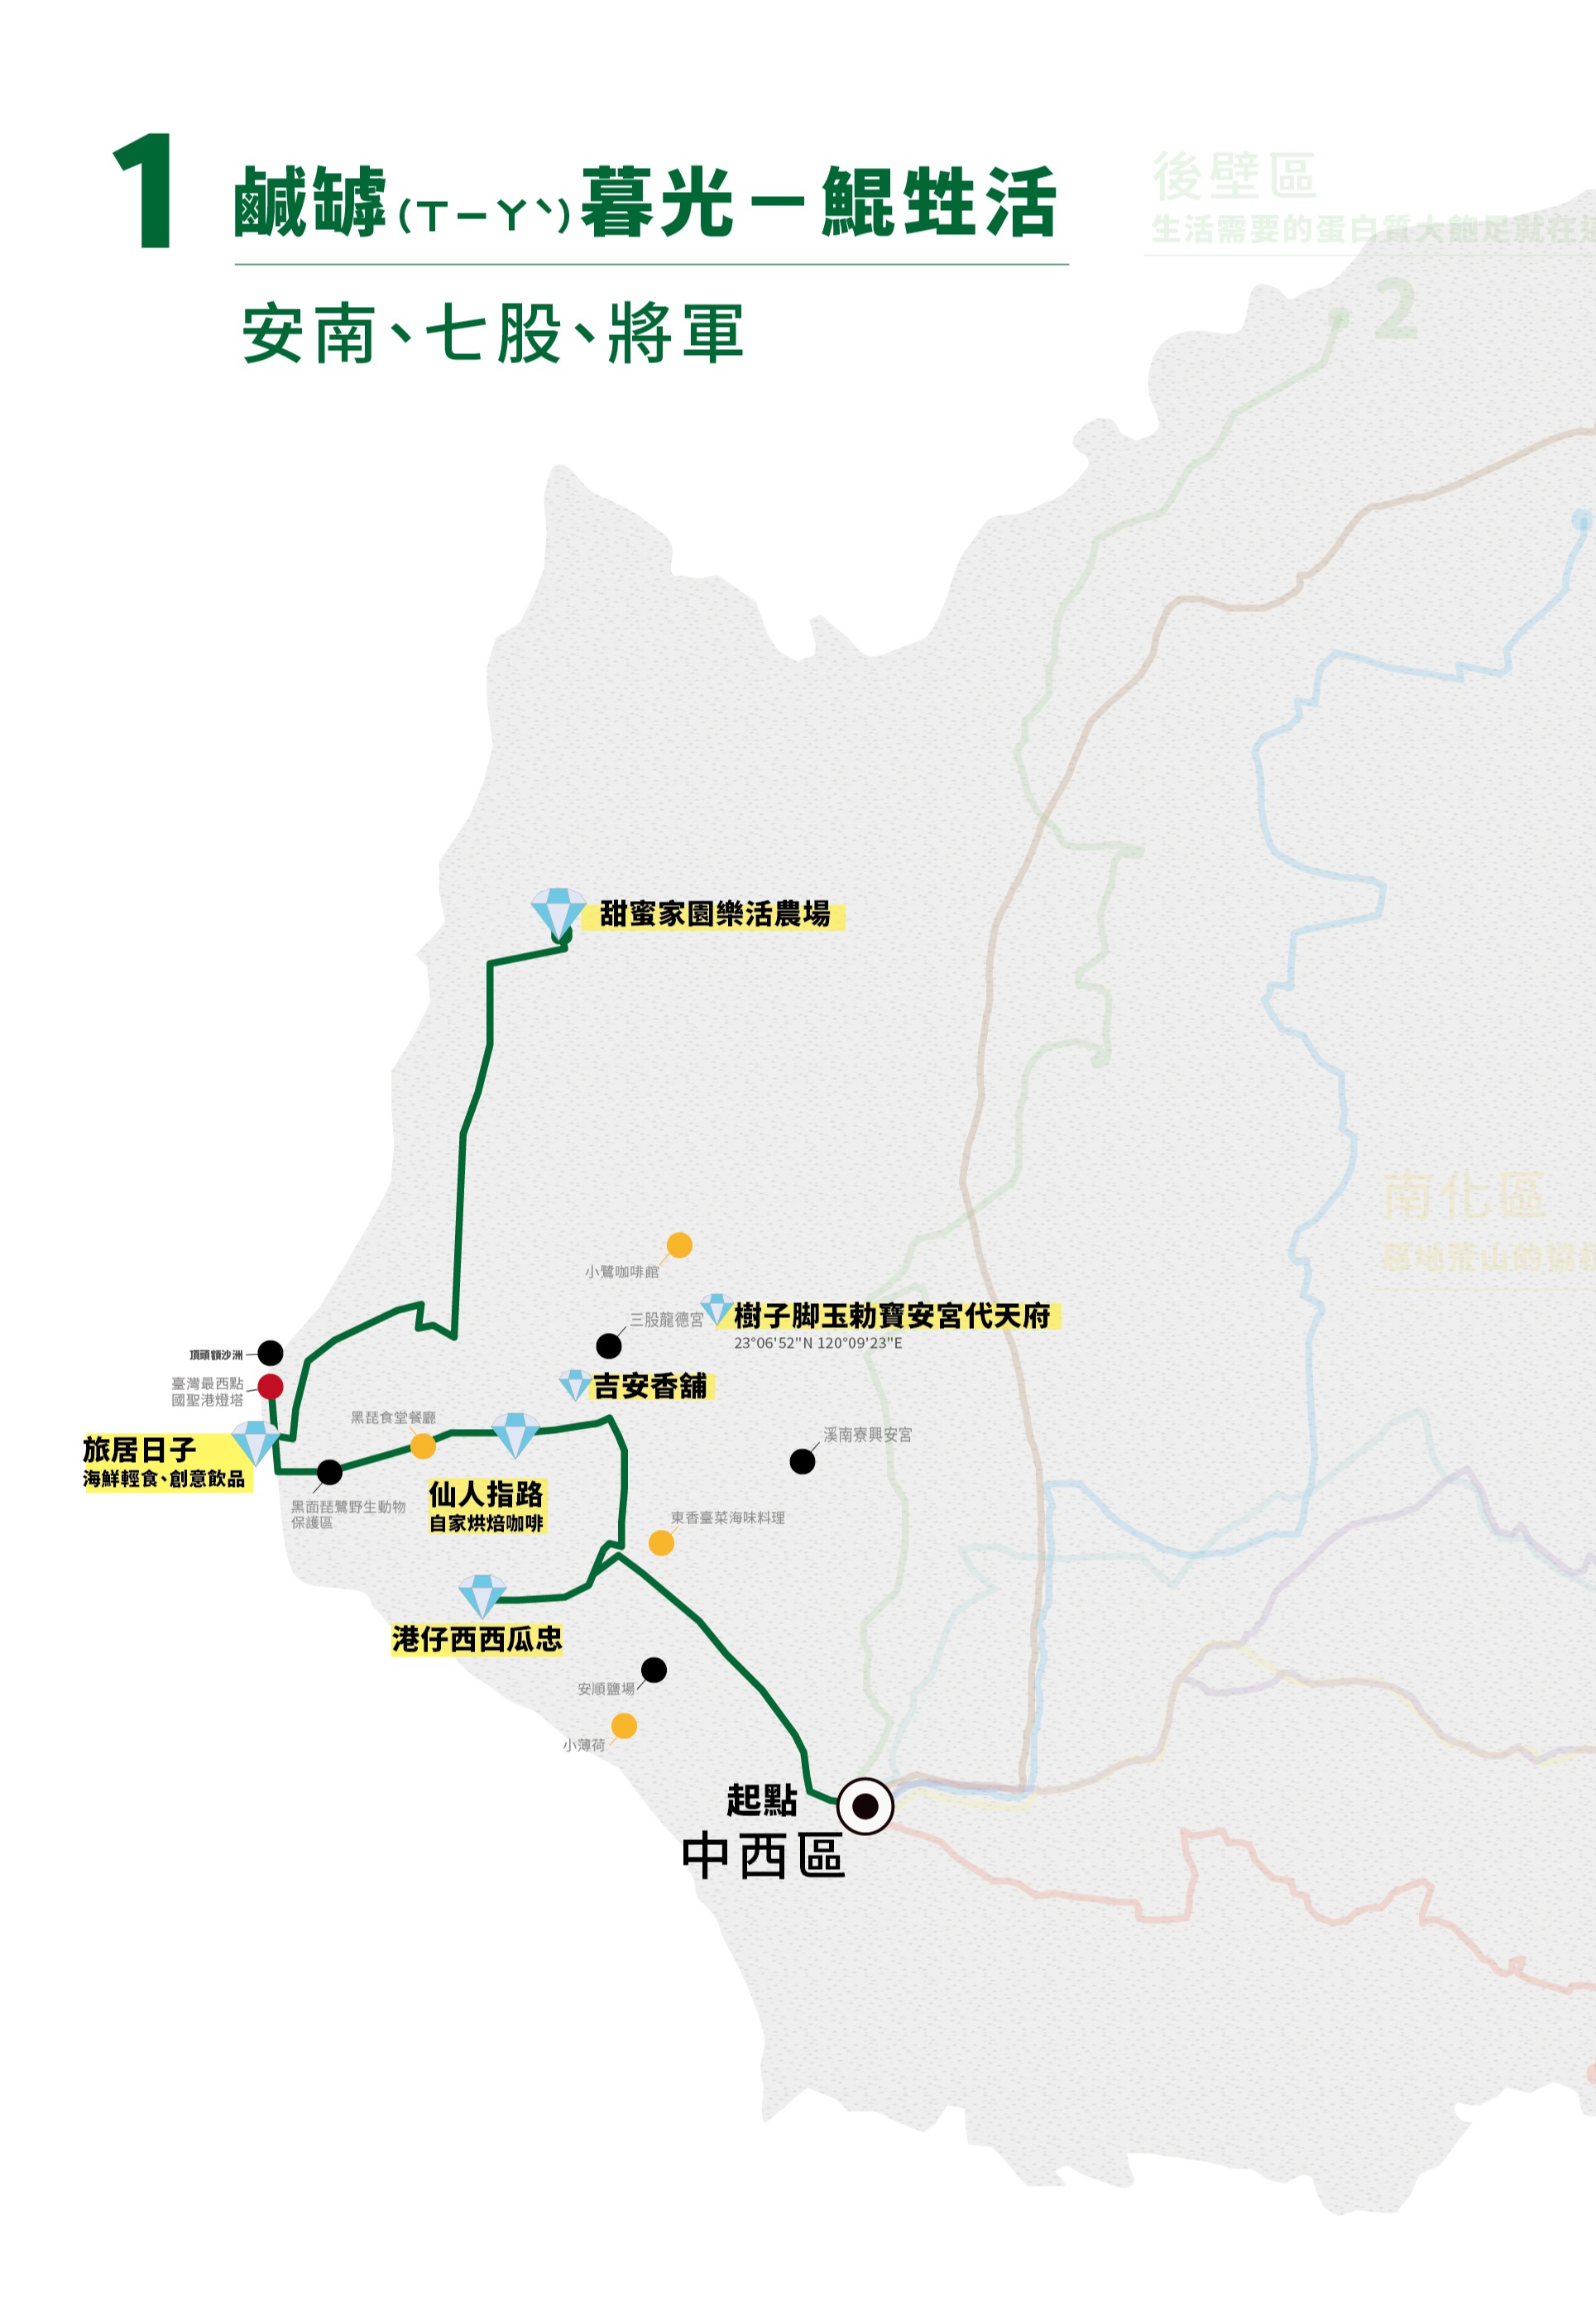 1
鹹罅(ㄒㄧㄚˋ)暮光－鯤甡活
安南、七股、將軍
後壁區
生活需要的蛋白質大飽足就在這
2
甜蜜家園樂活農場
南化區
小鷺咖啡館
三股龍德宮
樹子脚玉勅寶安宮代天府
23°06'52"N 120°09'23"E
頂頭額沙洲
臺灣最西點
國聖港燈塔
吉安香舖
黑琵食堂餐廳
溪南寮興安宮
旅居日子
海鮮輕食、創意飲品
仙人指路
自家烘焙咖啡
黑面琵鷺野生動物
保護區
東香臺菜海味料理
港仔西西瓜忠
安順鹽場
小薄荷
起點
中西區